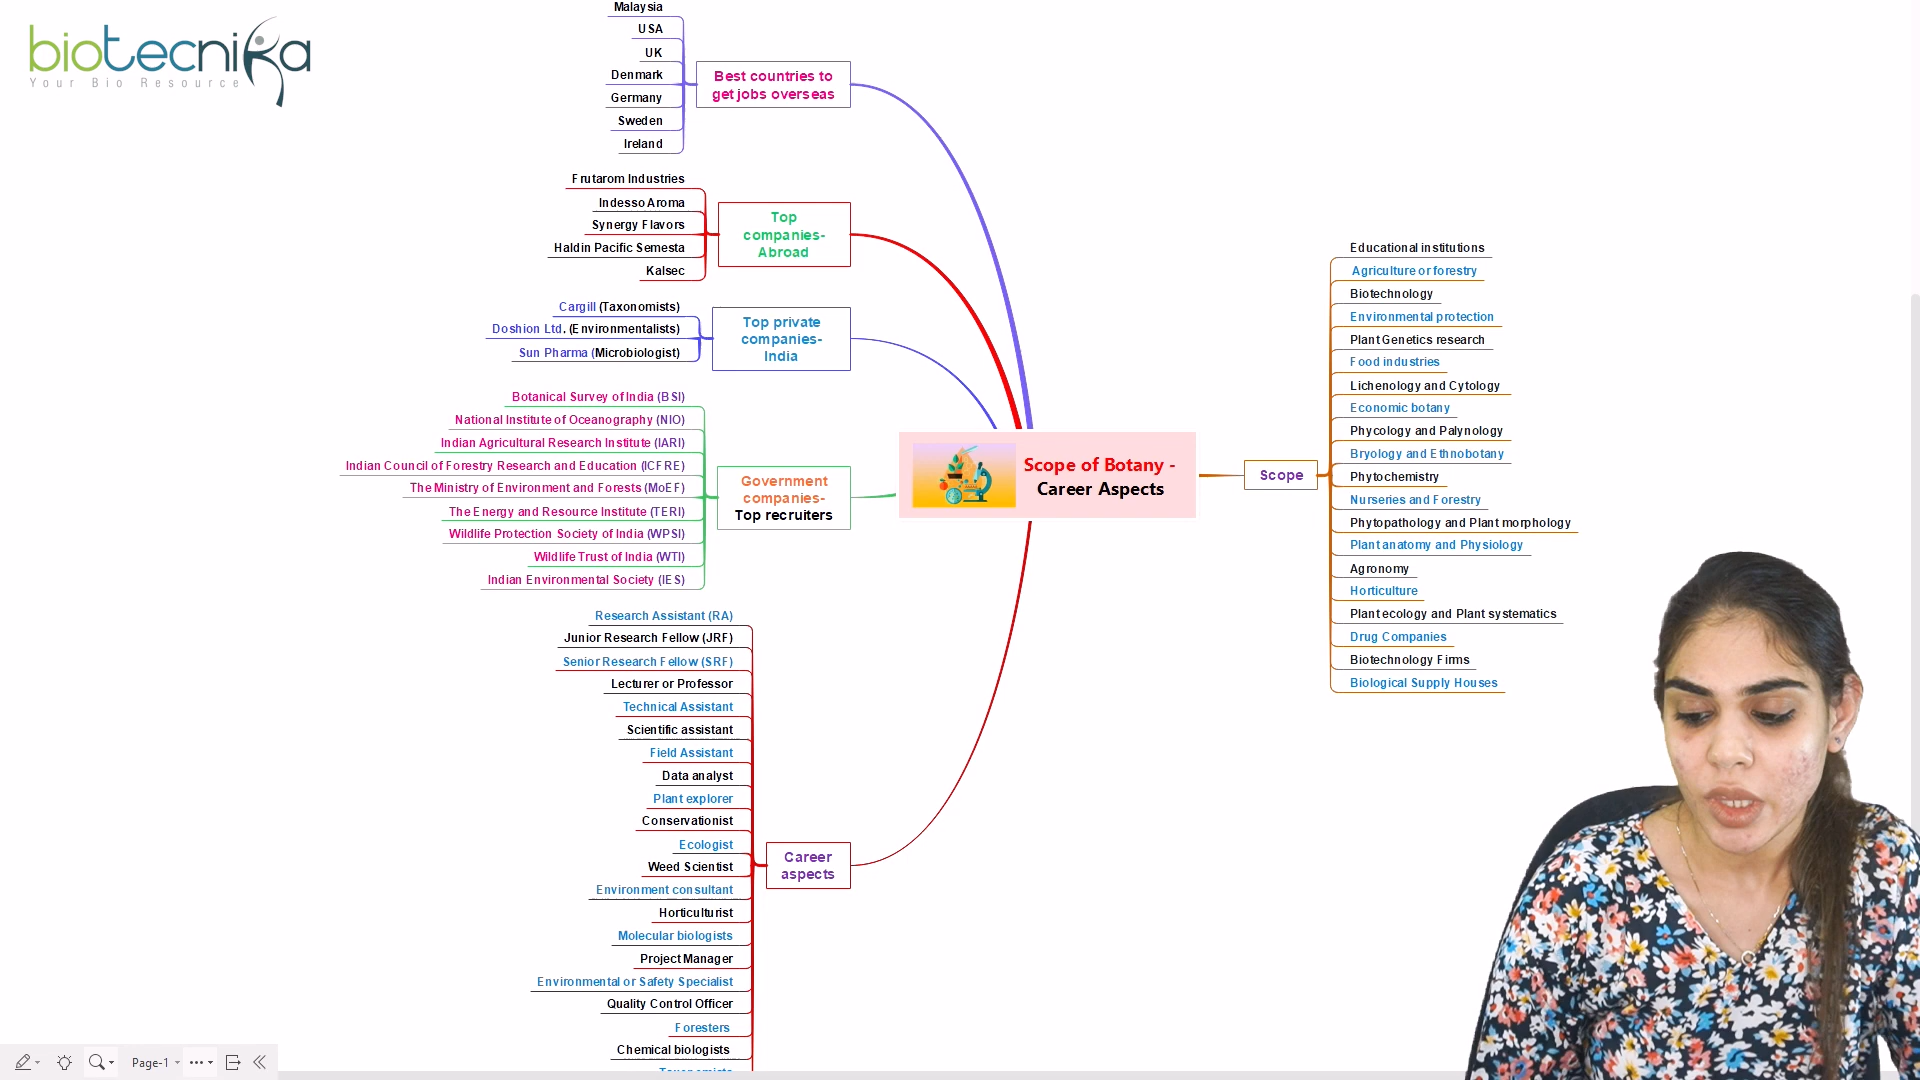 biotecnika
Your Bio Resource
Malaysia
USA
UK
Denmark
Germany
Sweden
Ireland
Best countries to
get jobs overseas
Frutarom Industries
Indesso Aroma
Synergy Flavors
Haldin Pacific Semesta
Kalsec
Top
companies-
Abroad
Cargill (Taxonomists)
Doshion Ltd. (Environmentalists)
Sun Pharma (Microbiologist)
Top private
companies-
India
Botanical Survey of India (BSI)
National Institute of Oceanography (NIO)
Indian Agricultural Research Institute (IARI)
Indian Council of Forestry Research and Education (ICFRE)
The Ministry of Environment and Forests (MoEF)
The Energy and Resource Institute (TERI)
Wildlife Protection Society of India (WPSI)
Wildlife Trust of India (WTI)
Indian Environmental Society (IES)
Government
companies-
Top recruiters
Research Assistant (RA)
Junior Research Fellow (JRF)
Senior Research Fellow (SRF)
Lecturer or Professor
Technical Assistant
Scientific assistant
Field Assistant
Data analyst
Plant explorer
Conservationist
Ecologist
Weed Scientist
Environment consultant
Horticulturist
Molecular biologists
Project Manager
Environmental or Safety Specialist
Quality Control Officer
Foresters
Chemical biologists
Career
aspects
Scope of Botany -
Career Aspects
Scope
Educational institutions
Agriculture or forestry
Biotechnology
Environmental protection
Plant Genetics research
Food industries
Lichenology and Cytology
Economic botany
Phycology and Palynology
Bryology and Ethnobotany
Phytochemistry
Nurseries and Forestry
Phytopathology and Plant morphology
Plant anatomy and Physiology
Agronomy
Horticulture
Plant ecology and Plant systematics
Drug Companies
Biotechnology Firms
Biological Supply Houses
Page-1